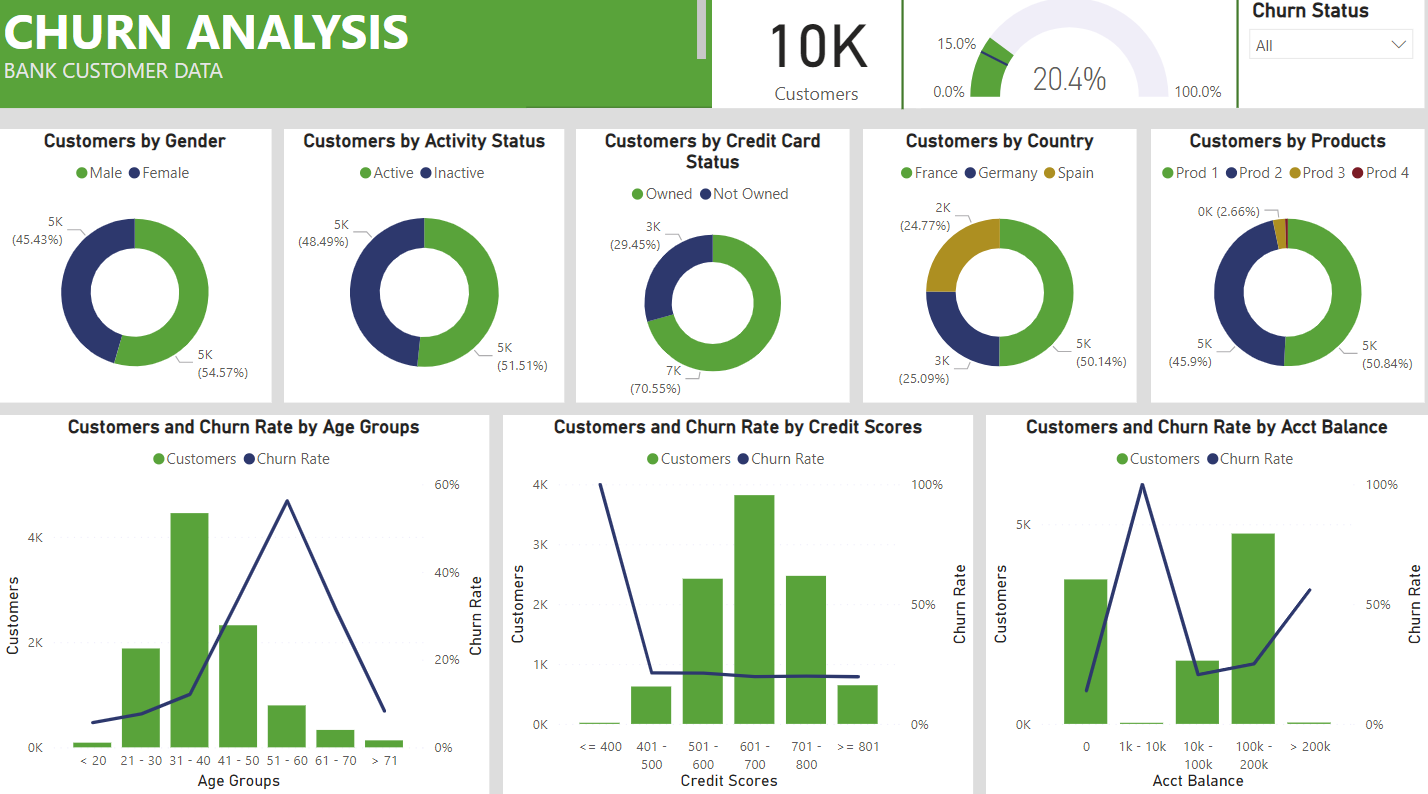 CHURN ANALYSIS
BANK CUSTOMER DATA
10K
Customers
15.0%
0.0%
20.4%
100.0%
Churn Status
All
Customers by Gender
Male Female
5K
(45.43%)
5K
(54.57%)
Customers by Activity Status
Active Inactive
5K
(48.49%)
5K
(51.51%)
Customers by Credit Card
Status
Owned Not Owned
3K
(29.45%)
7K
(70.55%)
Customers by Country
France Germany Spain
2K
(24.77%)
3K
(25.09%)
5K
(50.14%)
Customers by Products
Prod 1 Prod 2 Prod 3 Prod 4
0K (2.66%)
5K
(45.9%)
5K
(50.84%)
Customers and Churn Rate by Age Groups
Customers Churn Rate
60%
4K
40%
2K
20%
0K
0%
Customers
Churn Rate
< 20 21 - 30 31 - 40 41 - 50 51 - 60 61 - 70 > 71
Age Groups
Customers and Churn Rate by Credit Scores
Customers Churn Rate
4K
100%
3K
2K
50%
1K
0K
0%
Customers
Churn Rate
<= 400 401 - 501 - 601 - 701 - >= 801
500 600 700 800
Credit Scores
Customers and Churn Rate by Acct Balance
Customers Churn Rate
100%
5K
50%
0K
0%
Customers
Churn Rate
0 1k - 10k 10k - 100k - > 200k
100k 200k
Acct Balance